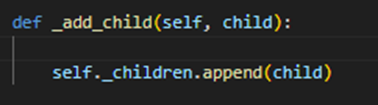 def _add_child(self, child):
self._children.append(child)